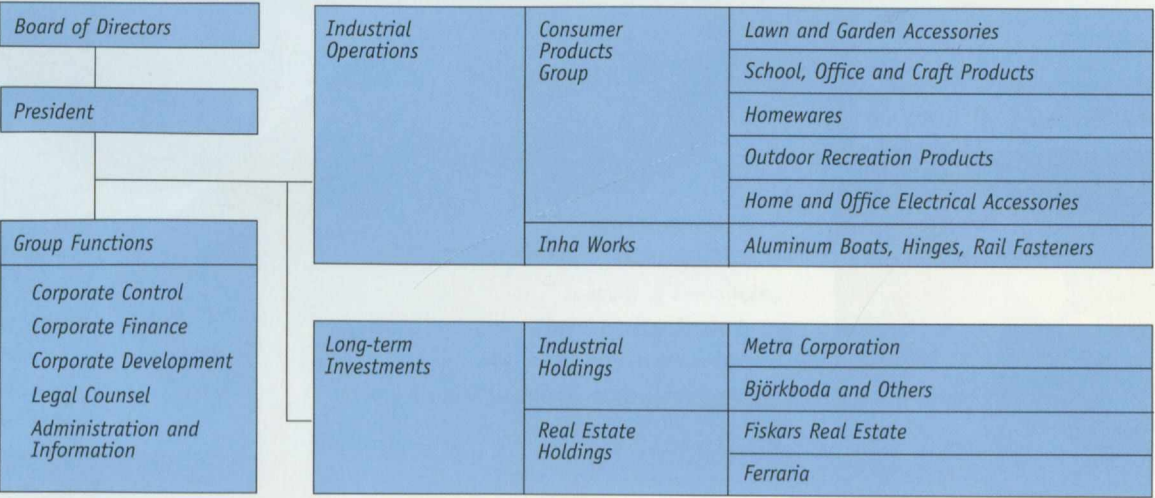 Board of Directors
President
Group Functions
Corporate Control
Corporate Finance
Corporate Development
Legal Counsel
Administration and
Information
Industrial
Operations
Consumer
Products
Group
Lawn and Garden Accessories
School, Office and Craft Products
Homewares
Outdoor Recreation Products
Home and Office Electrical Accessories
Inha Works
Aluminum Boats, Hinges, Rail Fasteners
Long-term
Investments
Industrial
Holdings
Metra Corporation
Björkboda and Others
Real Estate
Holdings
Fiskars Real Estate
Ferraria